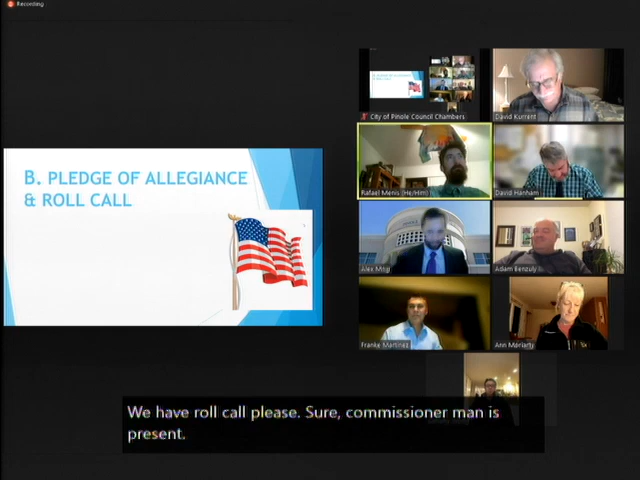 Recording
B. PLEDGE OF ALLEGIANCE
& ROLL CALL
City of Pinole Council Chambers
David Kurrent
Rafael Menis (He/Him)
David Hanham
Alex Mog
Adam Benzuly
Franke Martinez
Ann Moriarty
We have roll call please. Sure, commissioner man is
present.